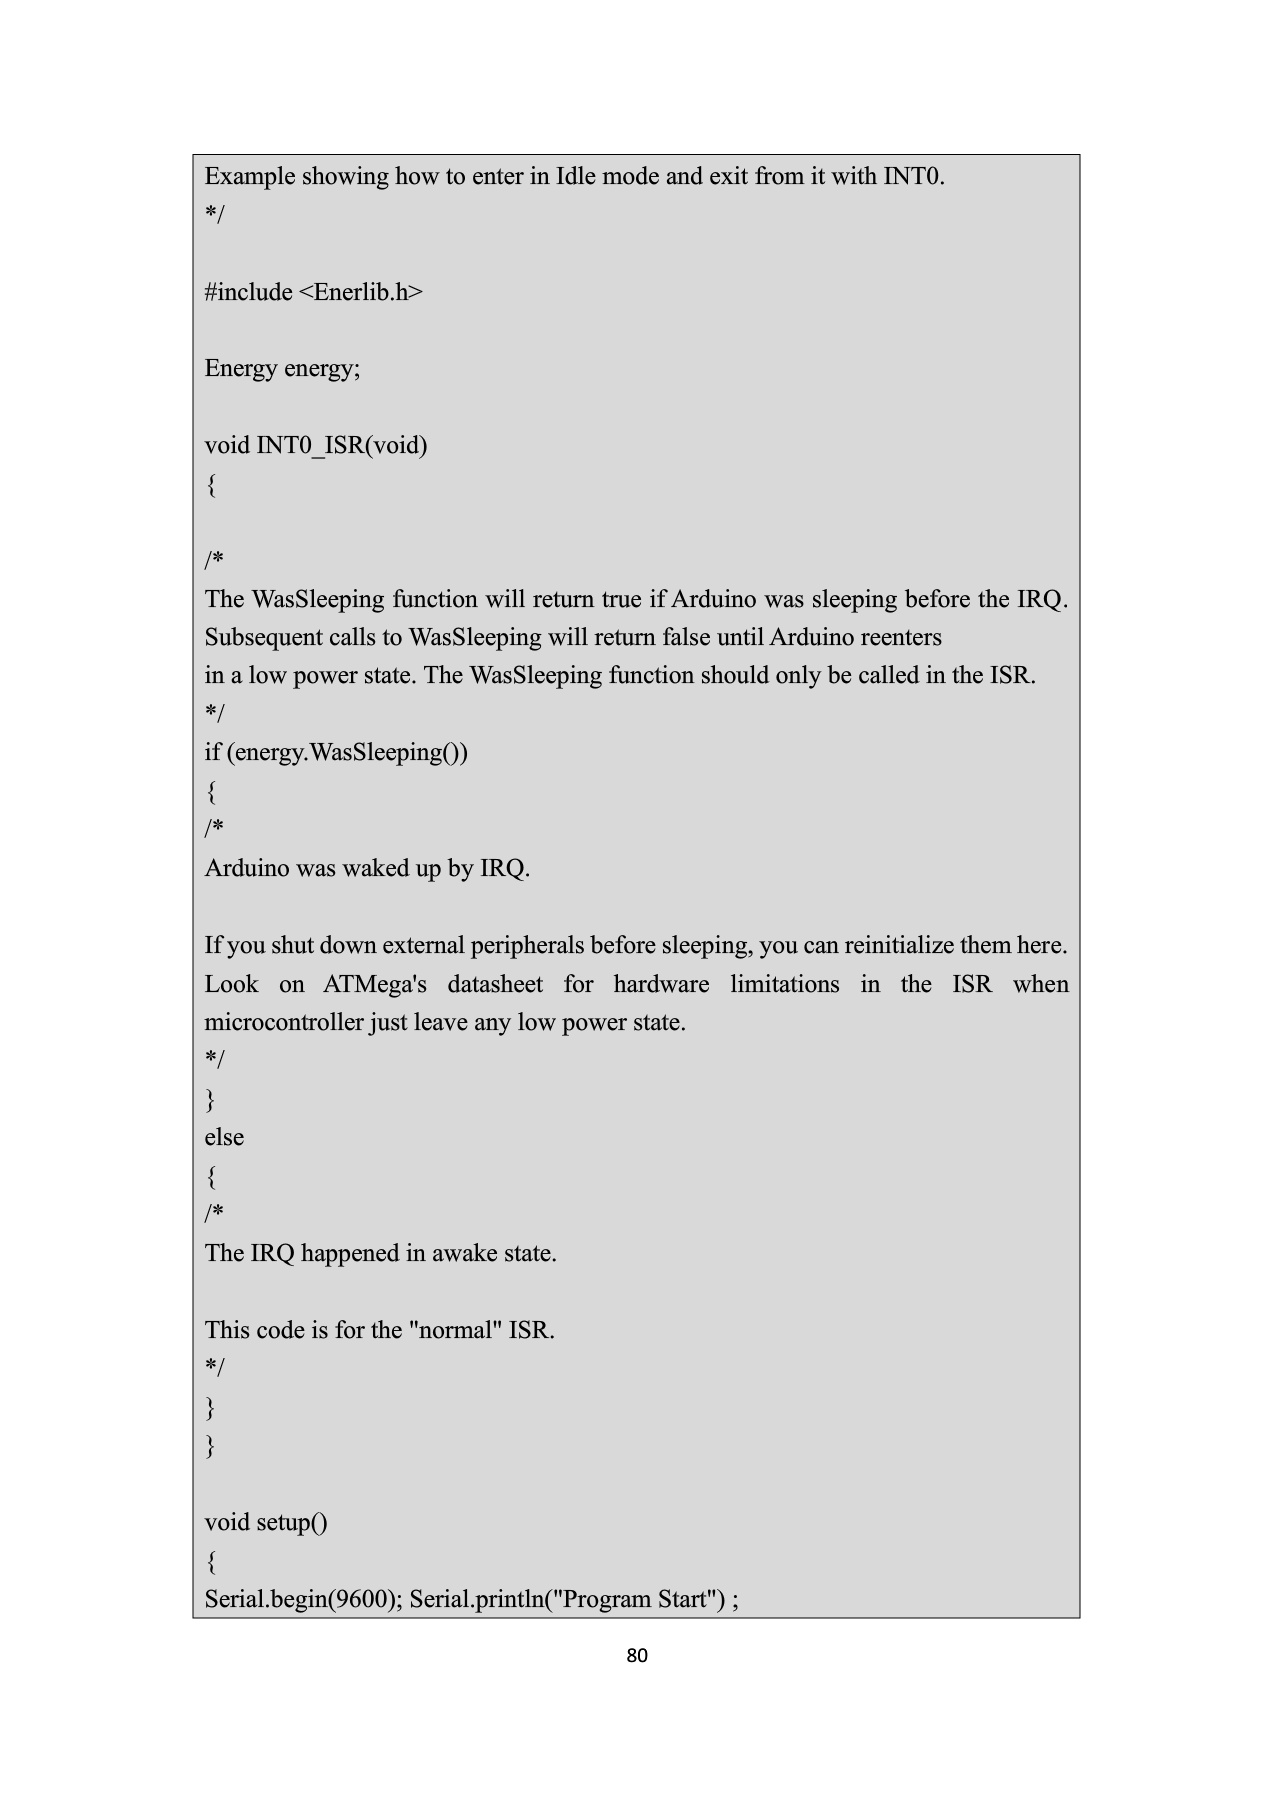 Example showing how to enter in Idle mode and exit from it with INT0.
*/
#include <Enerlib.h>
Energy energy;
void INT0_ISR(void)
{
/*
The WasSleeping function will return true if Arduino was sleeping before the IRQ.
Subsequent calls to WasSleeping will return false until Arduino reenters
in a low power state. The WasSleeping function should only be called in the ISR.
*/
if (energy.WasSleeping())
{
/*
Arduino was waked up by IRQ.
If you shut down external peripherals before sleeping, you can reinitialize them here.
Look on ATMega's datasheet for hardware limitations in the ISR when
microcontroller just leave any low power state.
*/
}
else
{
/*
The IRQ happened in awake state.
This code is for the "normal" ISR.
*/
}
}
void setup()
{
Serial.begin(9600); Serial.println("Program Start") ;
80